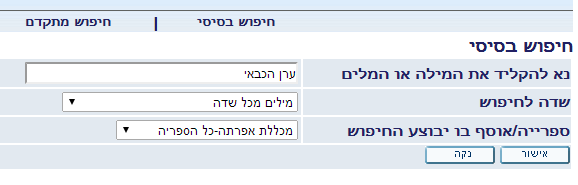 חיפוש בסיסי | חיפוש מתקדם
חיפוש בסיסי
נא להקליד את המילה או המלים ערן הכבאי
שדה לחיפוש מילים מכל שדה
ספרייה/אוסף בו יבוצע החיפוש מכללת אפרתה-כל הספריה
אישור נקה